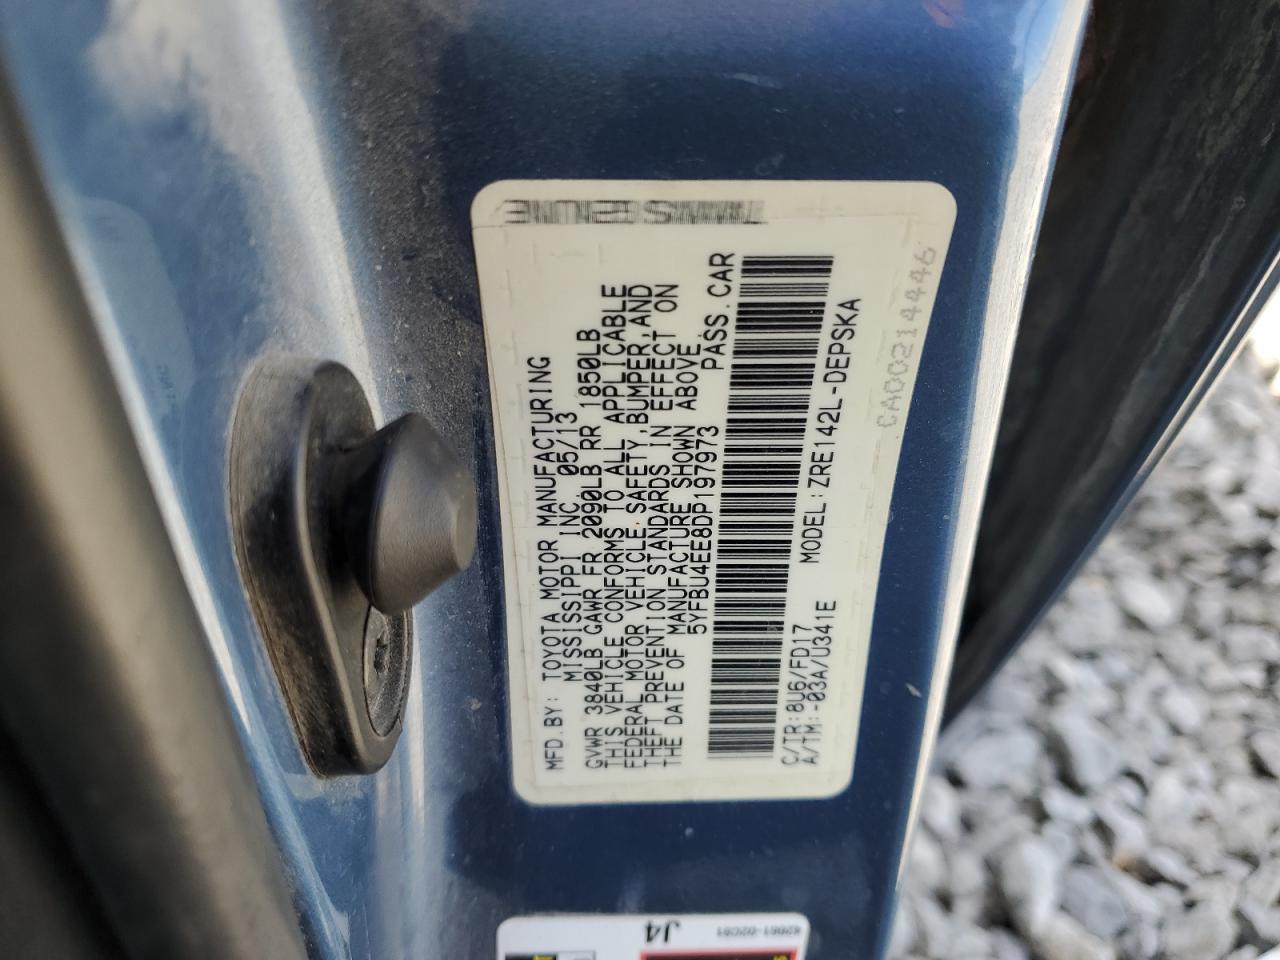 MFD.BY: TOYOTA MOTOR MANUFACTURING
MISSISSIPPI INC. 05/13
GVWR 3840LB GAWR FR 2090LB RR 1850LB
THIS VEHICLE CONFORMS TO ALL APPLICABLE
FEDERAL MOTOR VEHICLE SAFETY, BUMPER, AND
THEFT PREVENTION STANDARDS IN EFFECT ON
THE DATE OF MANUFACTURE SHOWN ABOVE.
5YFBU4EE8DP197973 PASS.CAR
C/TR:8U6/FD17 MODEL:ZRE142L-DEPSKA
A/TM:-03A/U341E
CA00214446
J4